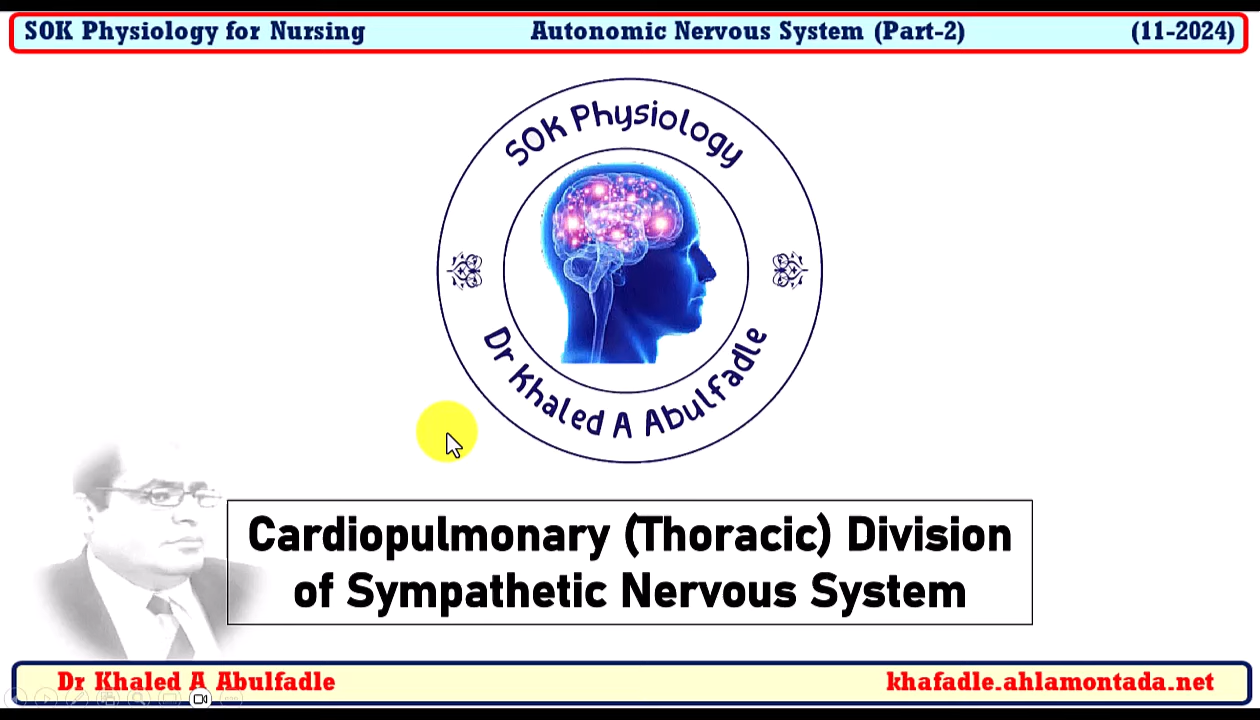 SOK Physiology for Nursing Autonomic Nervous System (Part-2) (11-2024)
SOK Physiology
Dr Khaled A Abulfadle
Cardiopulmonary (Thoracic) Division
of Sympathetic Nervous System
Dr Khaled A Abulfadle khafadle.ahlamontada.net